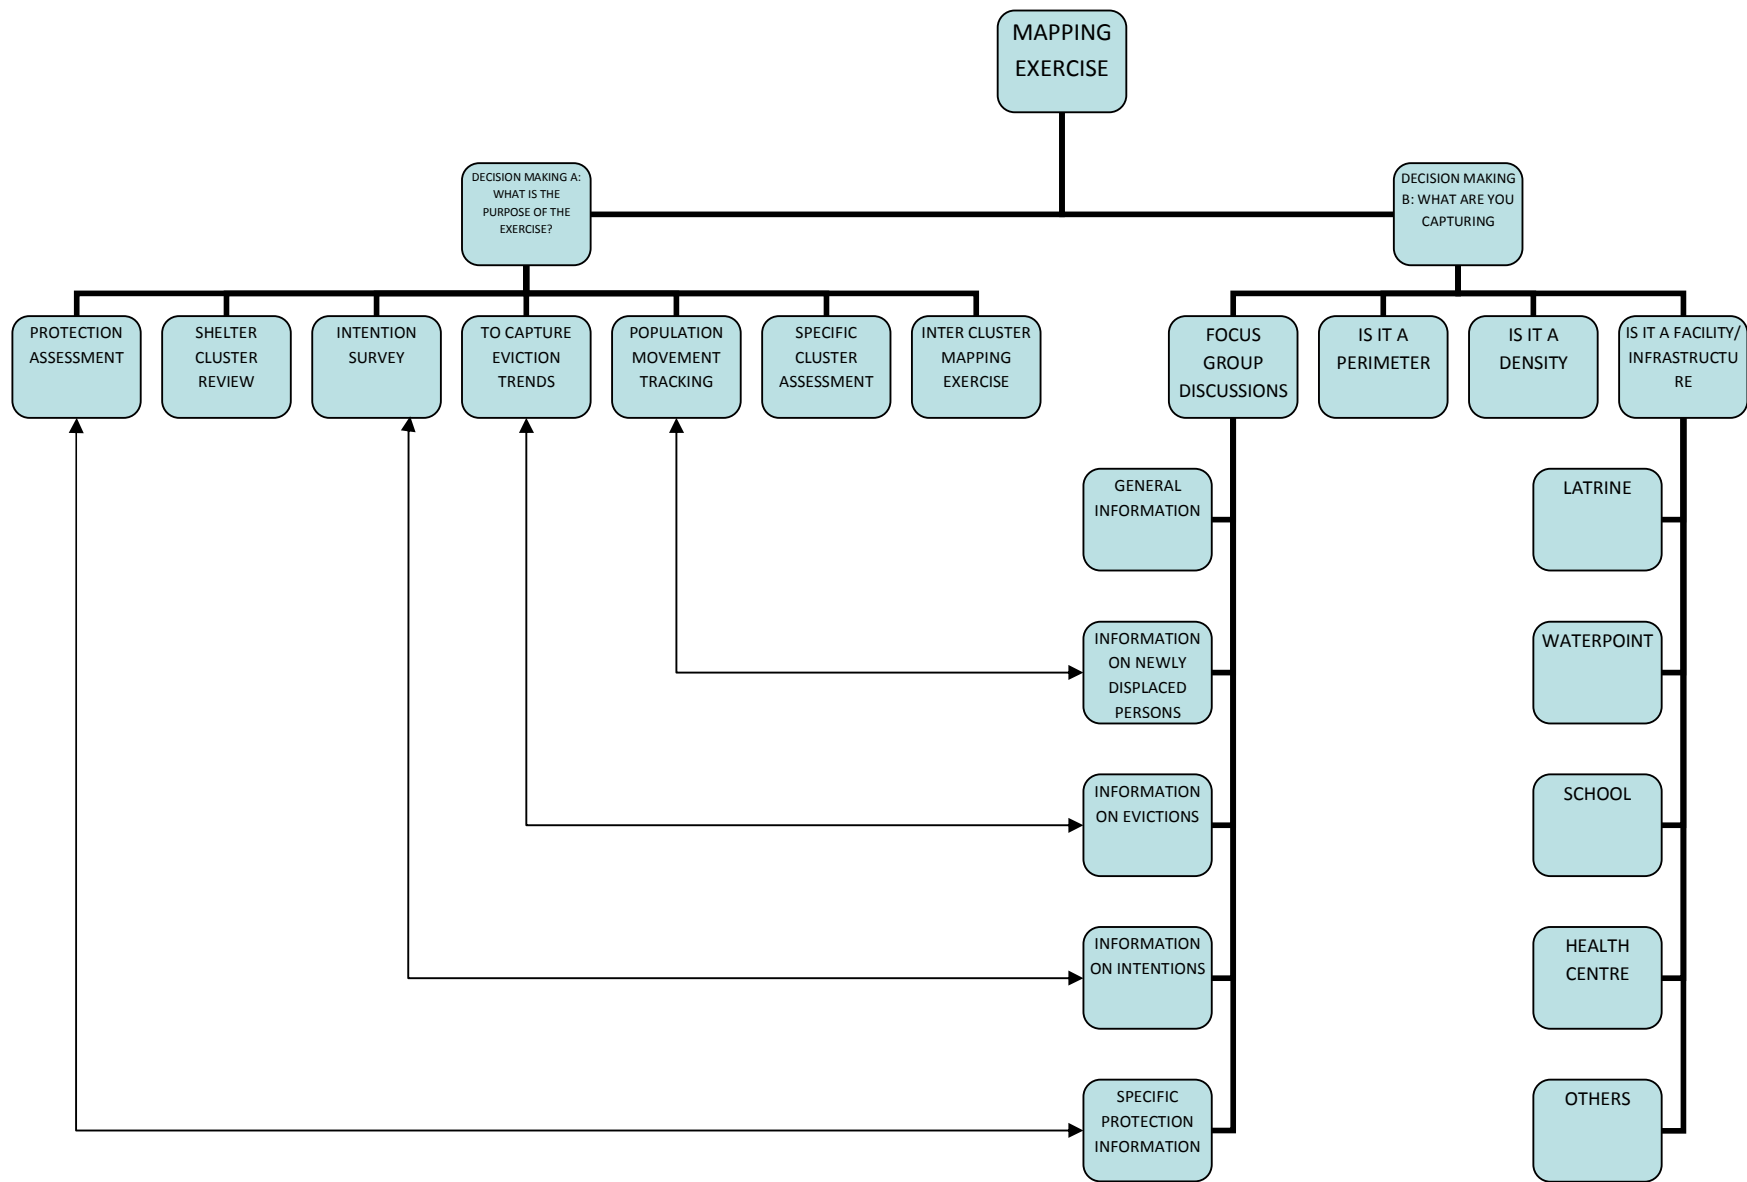 MAPPING
EXERCISE
DECISION MAKING A:
WHAT IS THE
PURPOSE OF THE
EXERCISE?
DECISION MAKING
B: WHAT ARE YOU
CAPTURING
PROTECTION
ASSESSMENT
SHELTER
CLUSTER
REVIEW
INTENTION
SURVEY
TO CAPTURE
EVICTION
TRENDS
POPULATION
MOVEMENT
TRACKING
SPECIFIC
CLUSTER
ASSESSMENT
INTER CLUSTER
MAPPING
EXERCISE
FOCUS
GROUP
DISCUSSIONS
IS IT A
PERIMETER
IS IT A
DENSITY
IS IT A FACILITY/
INFRASTRUCTU
RE
GENERAL
INFORMATION
LATRINE
INFORMATION
ON NEWLY
DISPLACED
PERSONS
WATERPOINT
INFORMATION
ON EVICTIONS
SCHOOL
INFORMATION
ON INTENTIONS
HEALTH
CENTRE
SPECIFIC
PROTECTION
INFORMATION
OTHERS